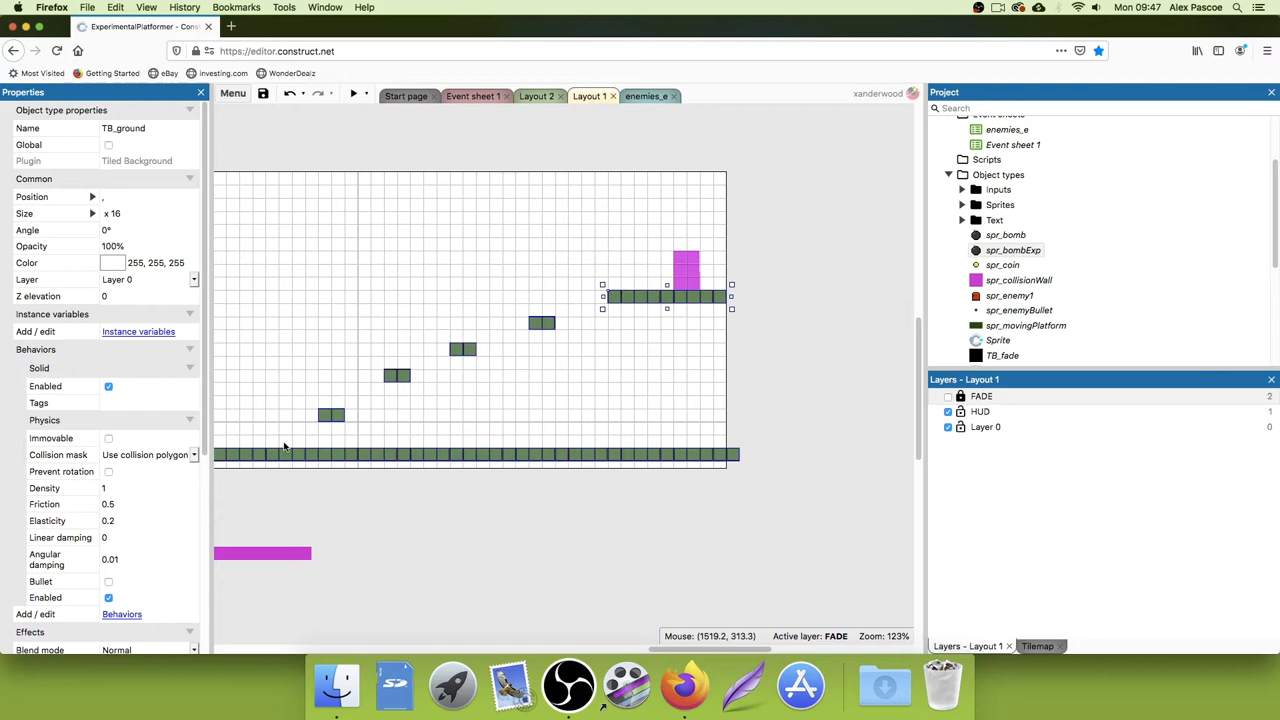 Firefox File Edit View History Bookmarks Tools Window Help Mon 09:47 Alex Pascoe
ExperimentalPlatformer - Const
https://editor.construct.net
Most Visited Getting Started eBay investing.com WonderDealz
Properties
Object type properties
Name TB_ground
Global
Plugin Tiled Background
Common
Position ,
Size x 16
Angle 0°
Opacity 100%
Color 255, 255, 255
Layer Layer 0
Z elevation 0
Instance variables
Add / edit Instance variables
Behaviors
Solid
Enabled
Tags
Physics
Immovable
Collision mask Use collision polygon
Prevent rotation
Density 1
Friction 0.5
Elasticity 0.2
Linear damping 0
Angular damping 0.01
Bullet
Enabled
Add / edit Behaviors
Effects
Blend mode Normal
Menu
Start page Event sheet 1 Layout 2 Layout 1 enemies_e
xanderwood
Mouse: (1519.2, 313.3) Active layer: FADE Zoom: 123%
Project
Search
Event sheets
enemies_e
Event sheet 1
Scripts
Object types
Inputs
Sprites
Text
spr_bomb
spr_bombExp
spr_coin
spr_collisionWall
spr_enemy1
spr_enemyBullet
spr_movingPlatform
Sprite
TB_fade
Layers - Layout 1
FADE 2
HUD 1
Layer 0 0
Layers - Layout 1 Tilemap